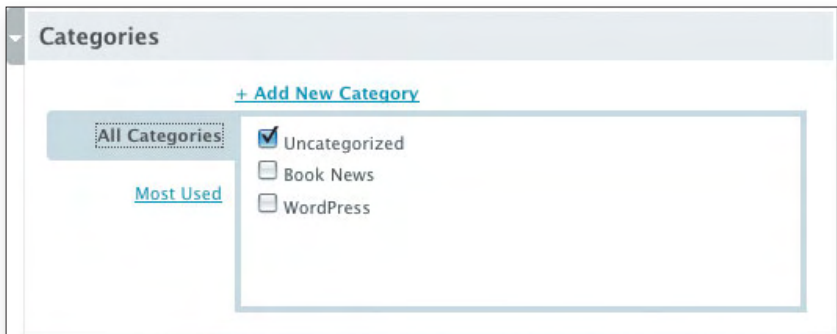 Categories
+ Add New Category
All Categories
Uncategorized
Book News
Most Used
WordPress